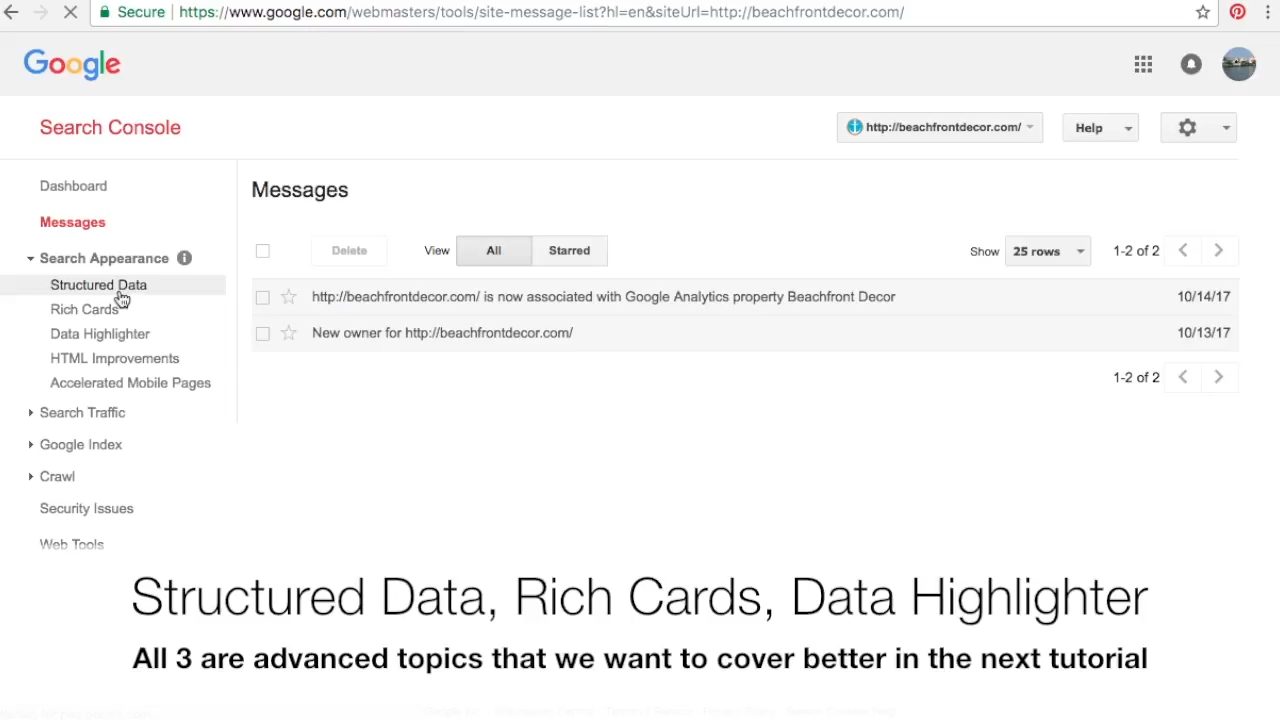 Secure https://www.google.com/webmasters/tools/site-message-list?hl=en&siteUrl=http://beachfrontdecor.com/
Google
Search Console
http://beachfrontdecor.com/
Help
Dashboard
Messages
Search Appearance
Structured Data
Rich Cards
Data Highlighter
HTML Improvements
Accelerated Mobile Pages
Search Traffic
Google Index
Crawl
Security Issues
Web Tools
Messages
Delete View All Starred Show 25 rows 1-2 of 2
http://beachfrontdecor.com/ is now associated with Google Analytics property Beachfront Decor 10/14/17
New owner for http://beachfrontdecor.com/ 10/13/17
1-2 of 2
Structured Data, Rich Cards, Data Highlighter
All 3 are advanced topics that we want to cover better in the next tutorial